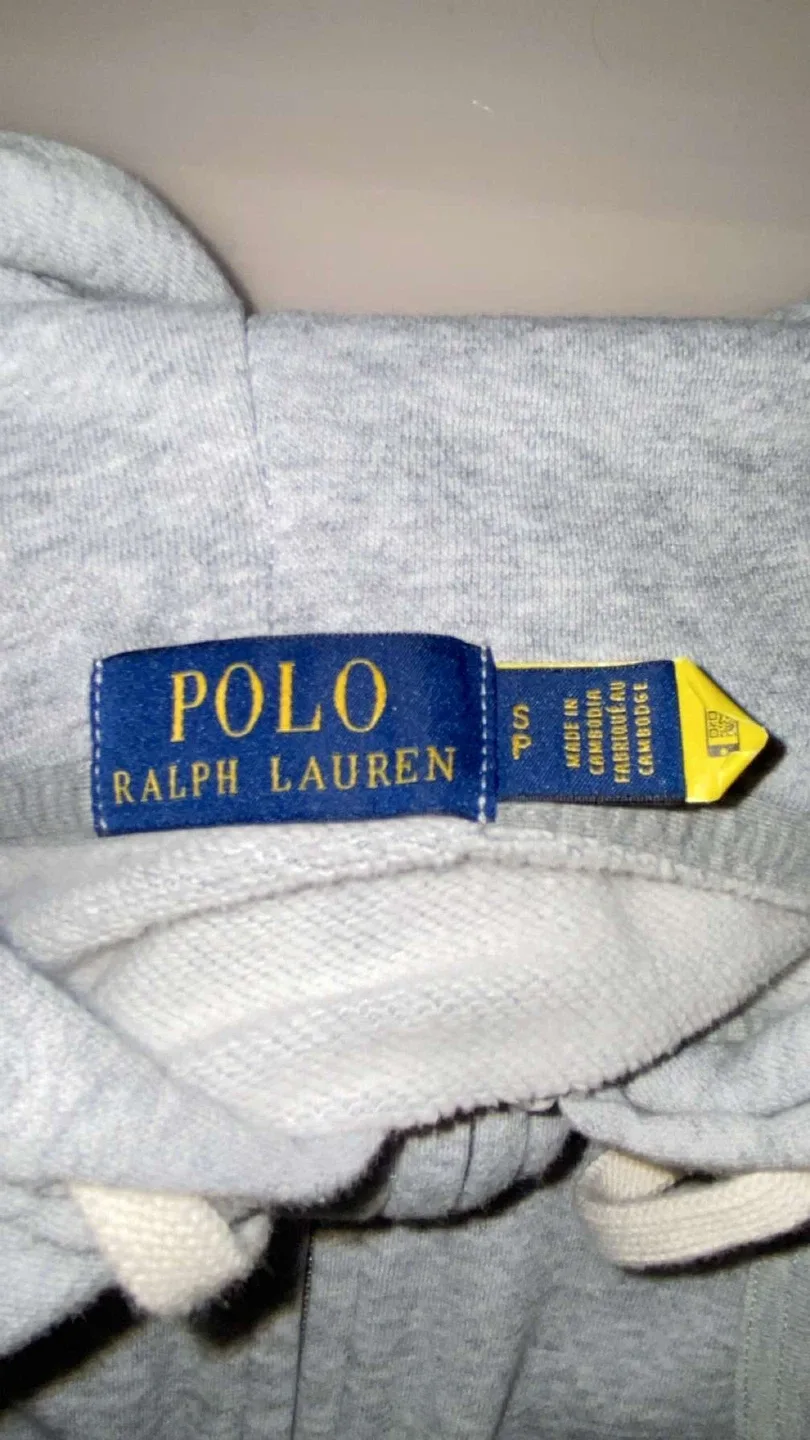 POLO
RALPH LAUREN
S
P
MADE IN
CAMBODIA
FABRIQUÉ AU
CAMBODGE